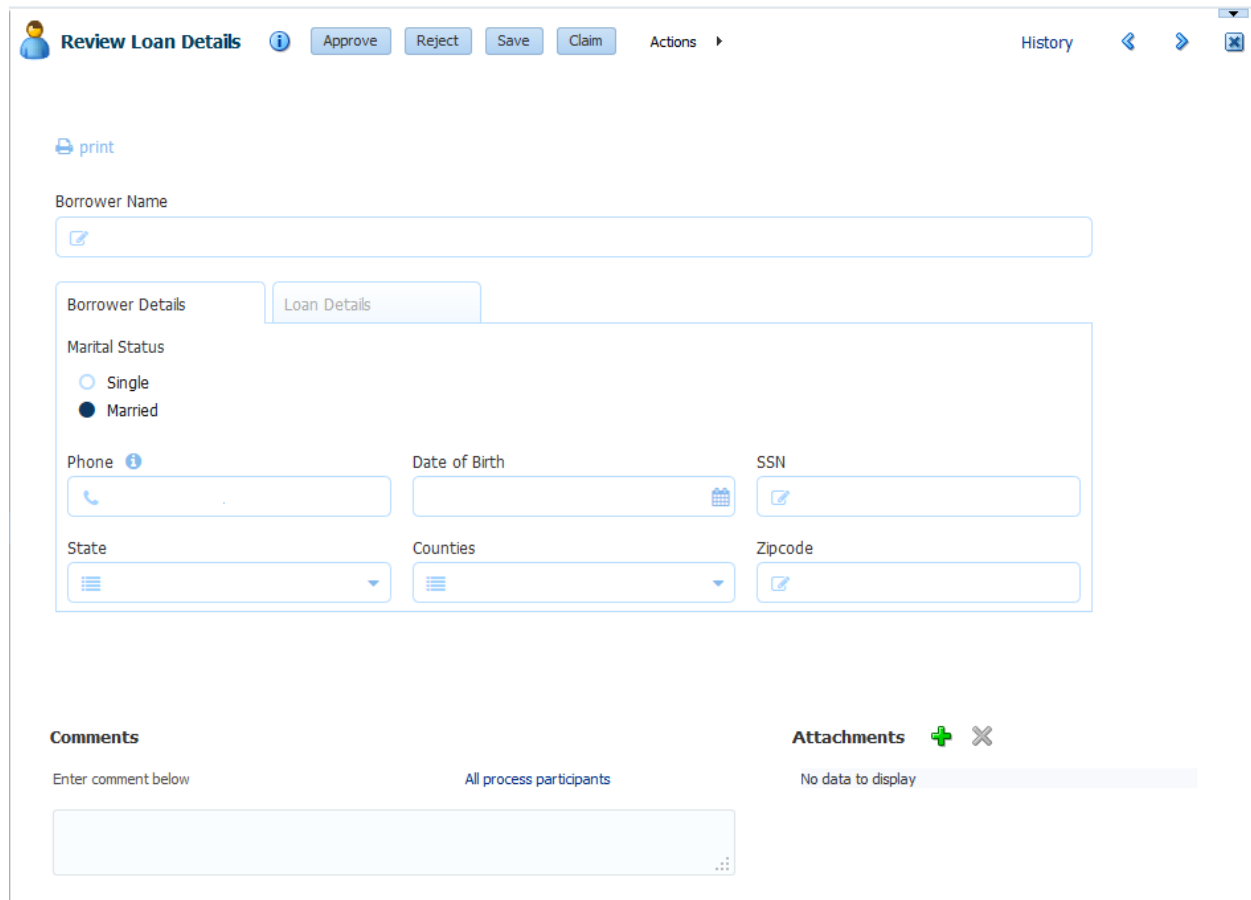 Review Loan Details Approve Reject Save Claim Actions History
print
Borrower Name
Borrower Details Loan Details
Marital Status
Single
Married
Phone Date of Birth SSN
State Counties Zipcode
Comments Attachments
Enter comment below All process participants No data to display